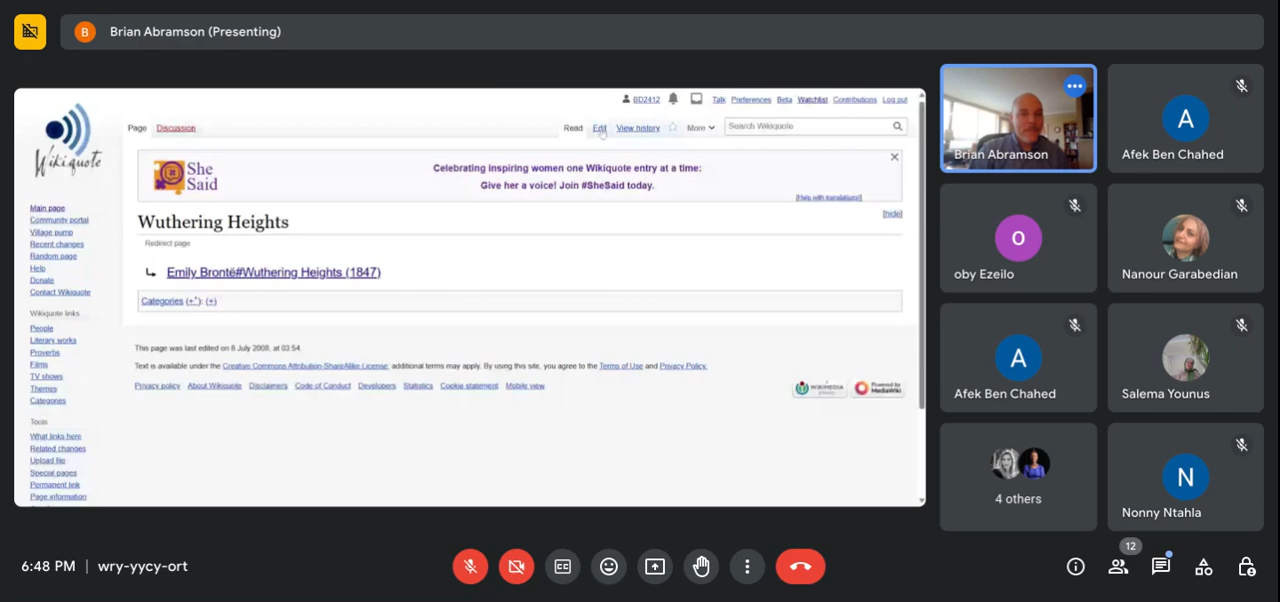 B Brian Abramson (Presenting)
BD2412 Talk Preferences Beta Watchlist Contributions Log out
Page Discussion Read Edit View history More Search Wikiquote
Wikiquote
She
Said
Celebrating inspiring women one Wikiquote entry at a time:
Give her a voice! Join #SheSaid today.
[Help with translations!]
Wuthering Heights
[hide]
Redirect page
Emily Brontë#Wuthering Heights (1847)
Categories (+⁺): (+)
This page was last edited on 8 July 2008, at 03:54.
Text is available under the Creative Commons Attribution-ShareAlike License; additional terms may apply. By using this site, you agree to the Terms of Use and Privacy Policy.
Privacy policy About Wikiquote Disclaimers Code of Conduct Developers Statistics Cookie statement Mobile view
WIKIMEDIA
Powered by
MediaWiki
Main page
Community portal
Village pump
Recent changes
Random page
Help
Donate
Contact Wikiquote
Wikiquote links
People
Literary works
Proverbs
Films
TV shows
Themes
Categories
Tools
What links here
Related changes
Upload file
Special pages
Permanent link
Page information
Brian Abramson
A
Afek Ben Chahed
O
oby Ezeilo
Nanour Garabedian
A
Afek Ben Chahed
Salema Younus
4 others
N
Nonny Ntahla
6:48 PM | wry-yycy-ort
CC
12